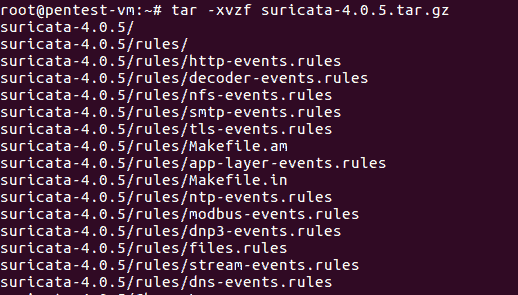 root@pentest-vm:~# tar -xvzf suricata-4.0.5.tar.gz
suricata-4.0.5/
suricata-4.0.5/rules/
suricata-4.0.5/rules/http-events.rules
suricata-4.0.5/rules/decoder-events.rules
suricata-4.0.5/rules/nfs-events.rules
suricata-4.0.5/rules/smtp-events.rules
suricata-4.0.5/rules/tls-events.rules
suricata-4.0.5/rules/Makefile.am
suricata-4.0.5/rules/app-layer-events.rules
suricata-4.0.5/rules/Makefile.in
suricata-4.0.5/rules/ntp-events.rules
suricata-4.0.5/rules/modbus-events.rules
suricata-4.0.5/rules/dnp3-events.rules
suricata-4.0.5/rules/files.rules
suricata-4.0.5/rules/stream-events.rules
suricata-4.0.5/rules/dns-events.rules